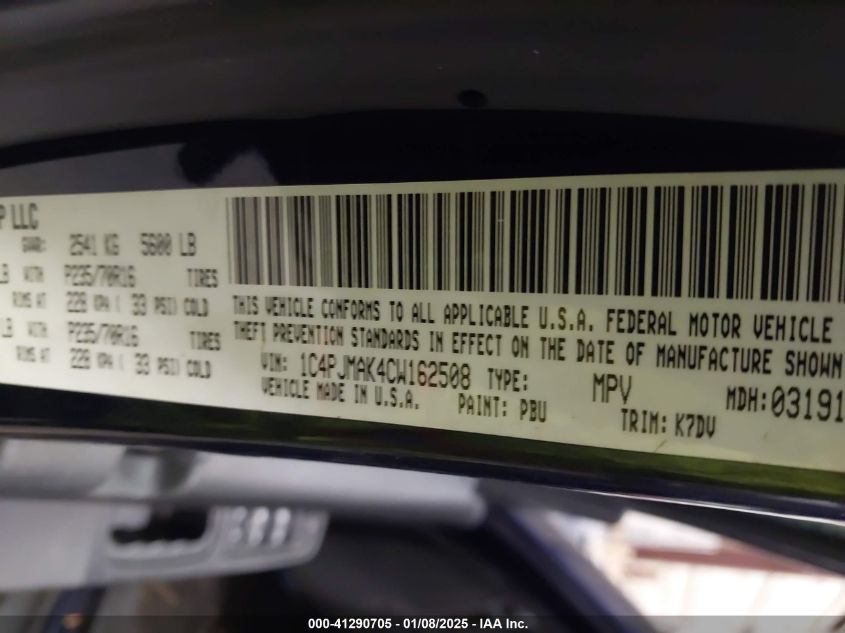 P LLC
GVWR: 2541 KG 5600 LB
LB WITH P235/70R16 TIRES
RIMS AT 228 KPA ( 33 PSI) COLD
LB WITH P235/70R16 TIRES
RIMS AT 228 KPA ( 33 PSI) COLD
THIS VEHICLE CONFORMS TO ALL APPLICABLE U.S.A. FEDERAL MOTOR VEHICLE
THEFT PREVENTION STANDARDS IN EFFECT ON THE DATE OF MANUFACTURE SHOWN
VIN: 1C4PJMAK4CW162508 TYPE: MPV MDH:03191
VEHICLE MADE IN U.S.A. PAINT: PBU TRIM: K7DV
000-41290705 - 01/08/2025 - IAA Inc.